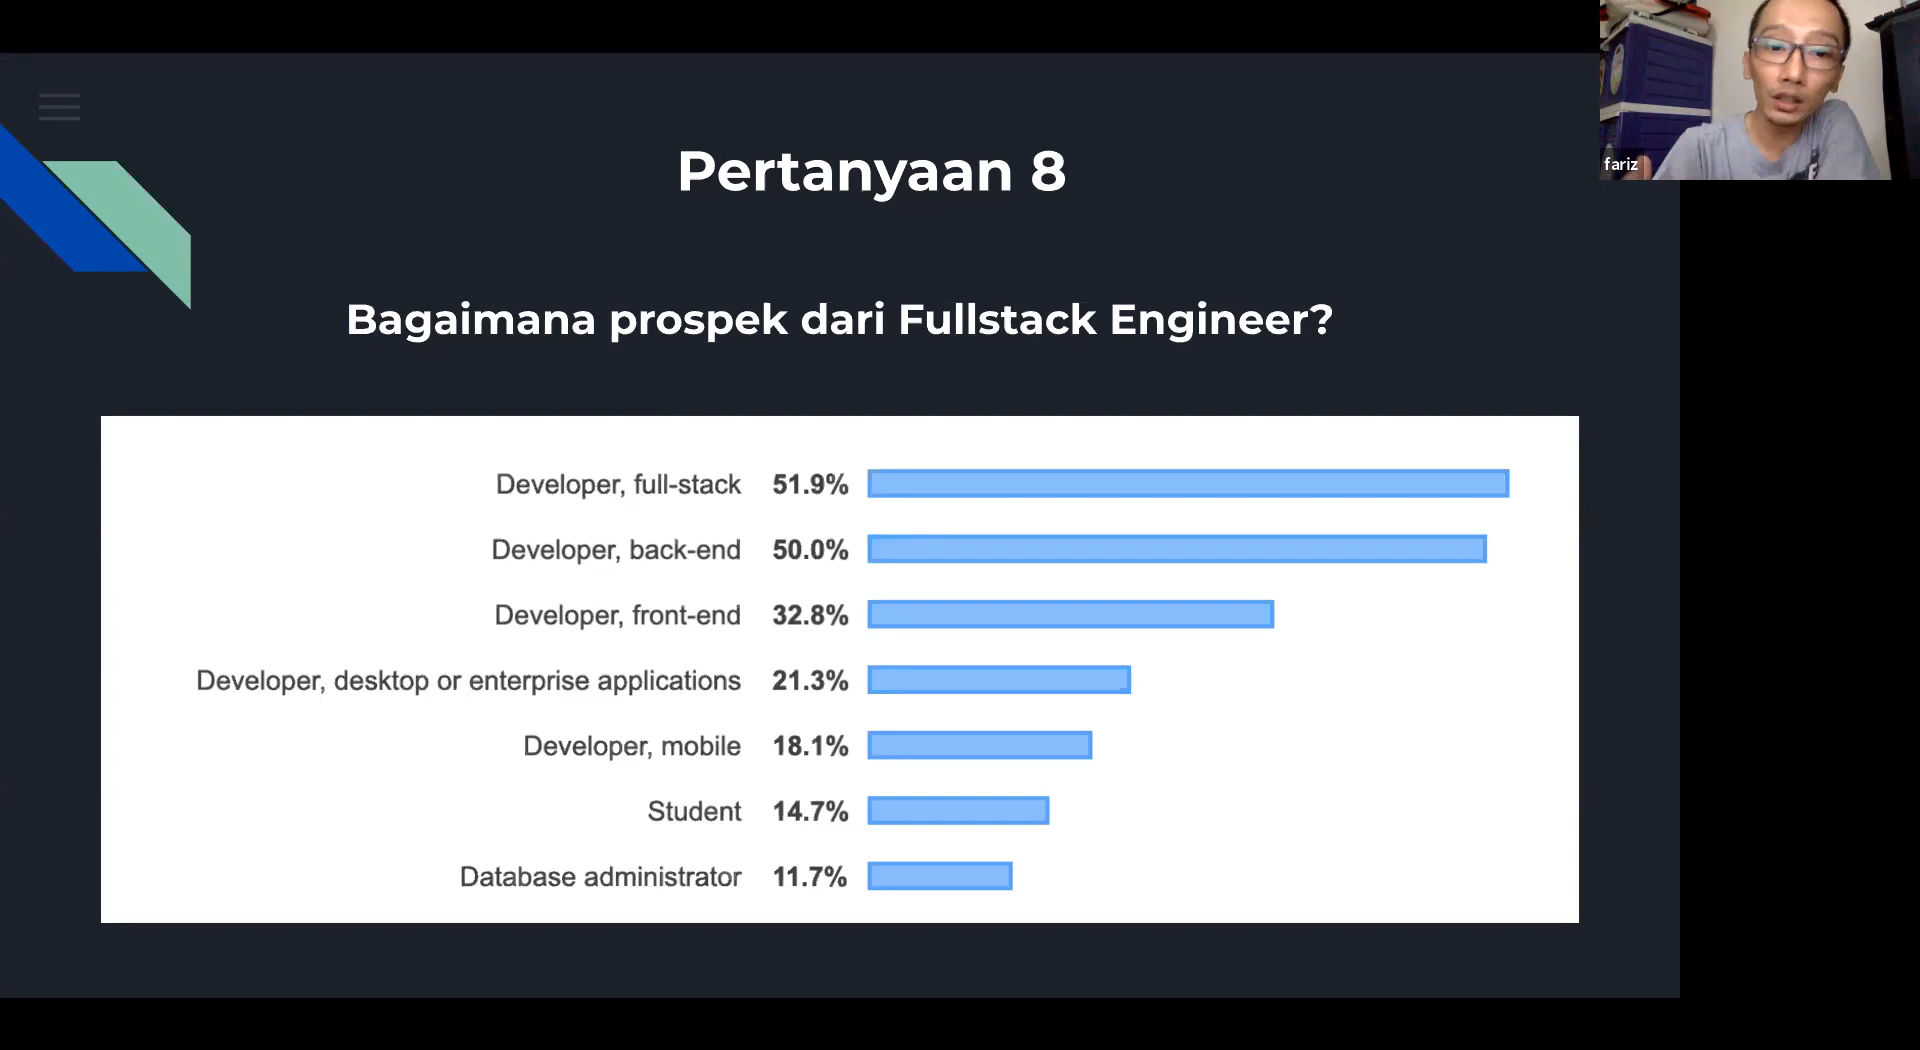 Pertanyaan 8
fariz
Bagaimana prospek dari Fullstack Engineer?
Developer, full-stack 51.9%
Developer, back-end 50.0%
Developer, front-end 32.8%
Developer, desktop or enterprise applications 21.3%
Developer, mobile 18.1%
Student 14.7%
Database administrator 11.7%